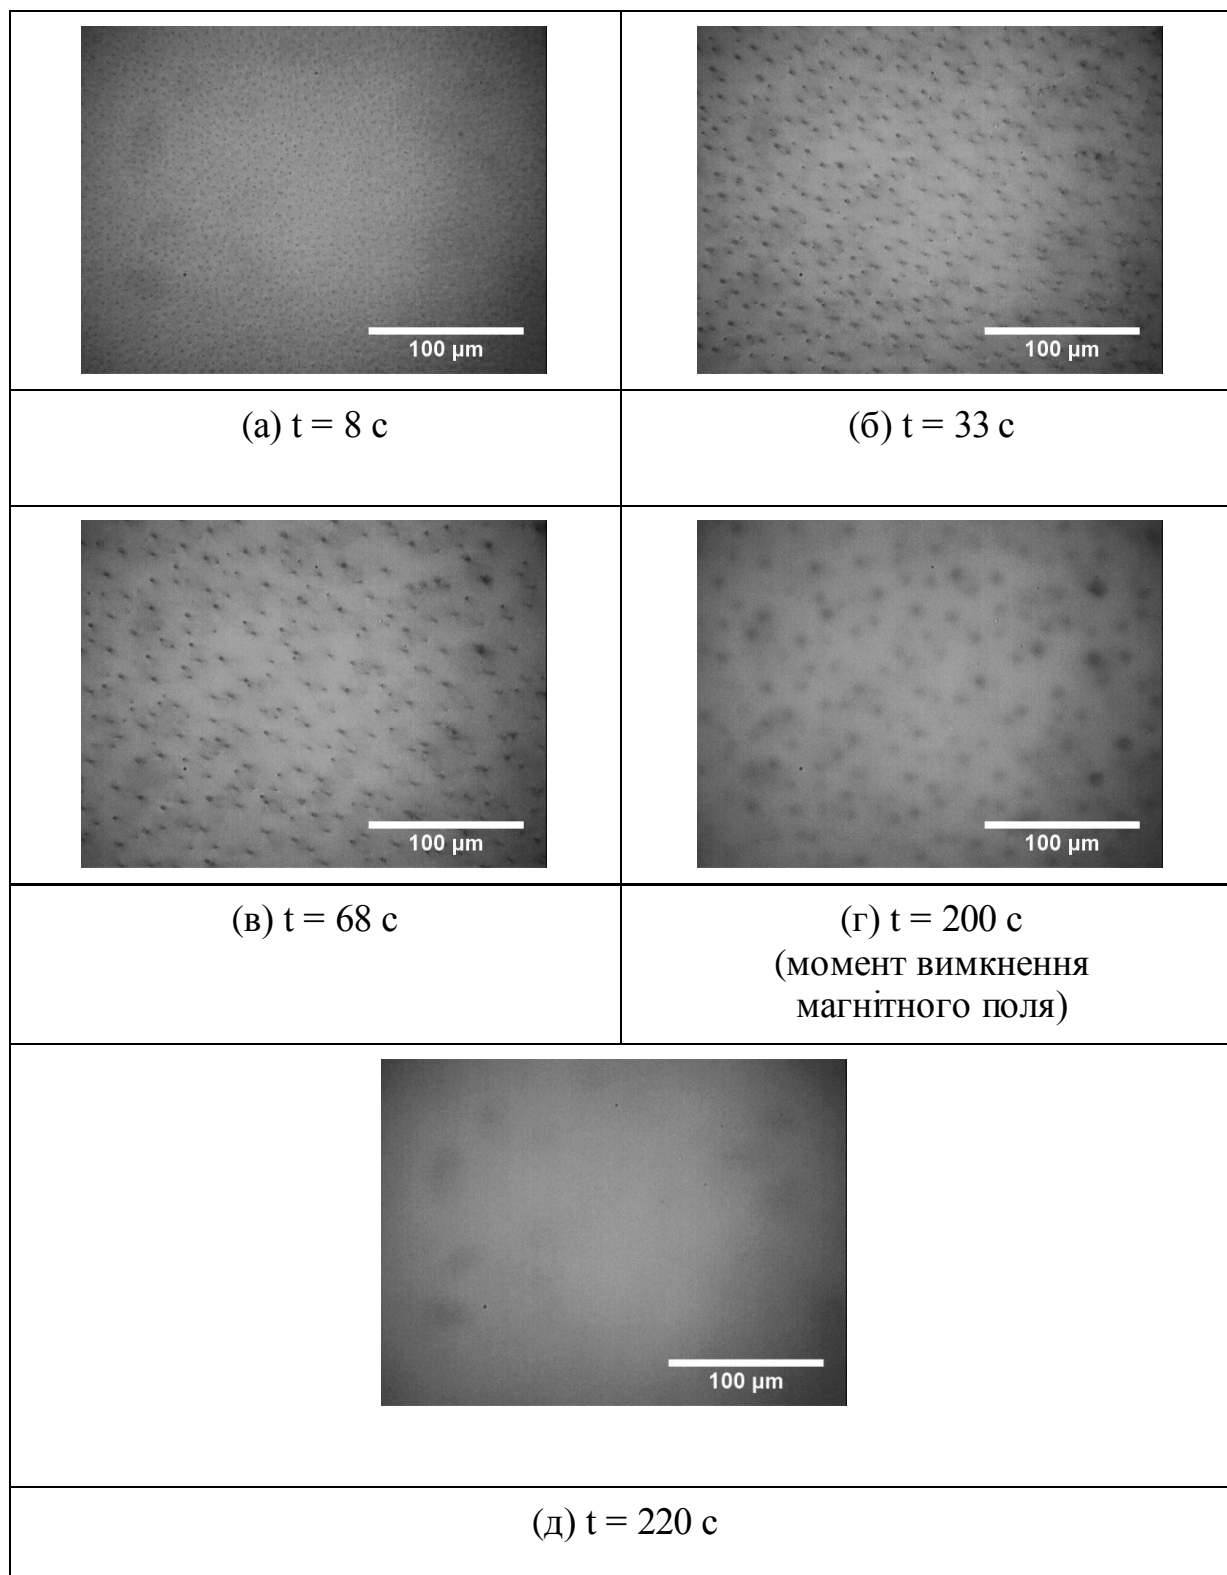 100 µm
100 µm
(а) t = 8 с
(б) t = 33 с
100 µm
100 µm
(в) t = 68 с
(г) t = 200 с
(момент вимкнення
магнітного поля)
100 µm
(д) t = 220 с